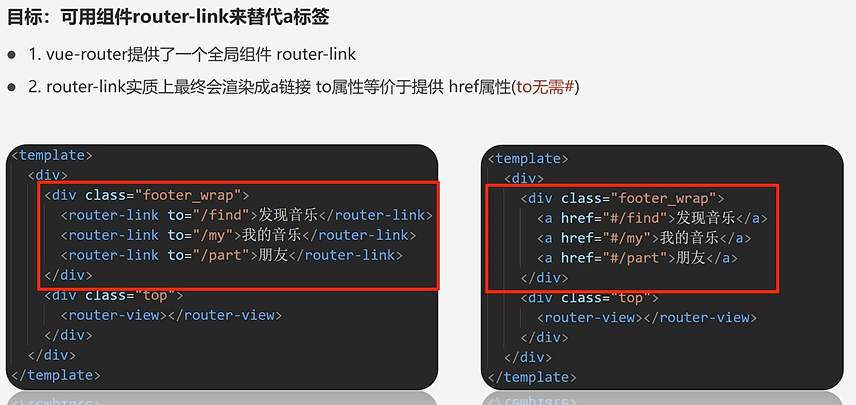 目标：可用组件router-link来替代a标签
1. vue-router提供了一个全局组件 router-link
2. router-link实质上最终会渲染成a链接 to属性等价于提供 href属性(to无需#)
<template>
<div>
<div class="footer_wrap">
<router-link to="/find">发现音乐</router-link>
<router-link to="/my">我的音乐</router-link>
<router-link to="/part">朋友</router-link>
</div>
<div class="top">
<router-view></router-view>
</div>
</div>
</template>
<template>
<div>
<div class="footer_wrap">
<a href="#/find">发现音乐</a>
<a href="#/my">我的音乐</a>
<a href="#/part">朋友</a>
</div>
<div class="top">
<router-view></router-view>
</div>
</div>
</template>